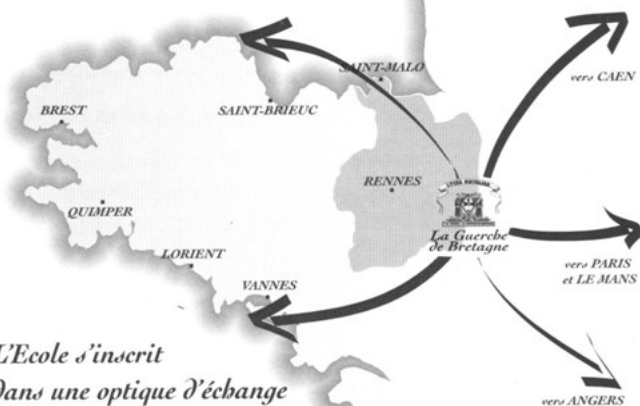 SAINT-MALO
vers CAEN
BREST
SAINT-BRIEUC
RENNES
QUIMPER
La Guerche
de Bretagne
LORIENT
vers PARIS
et LE MANS
VANNES
L'Ecole s'inscrit
dans une optique d'échange
vers ANGERS